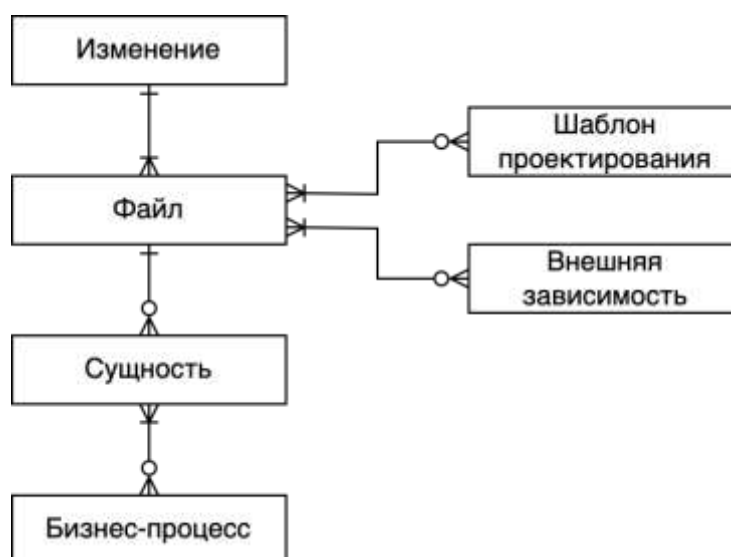 Изменение
Шаблон
проектирования
Файл
Внешняя
зависимость
Сущность
Бизнес-процесс